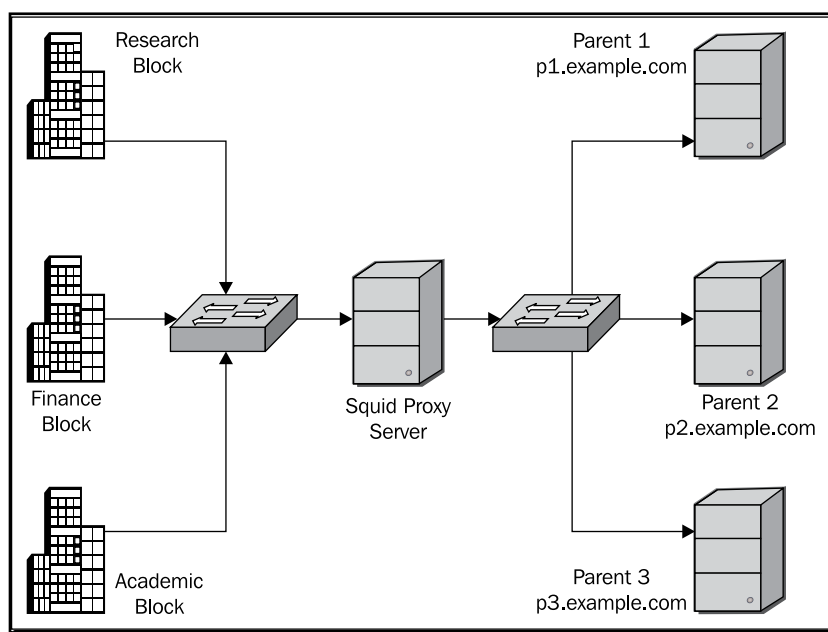 Research
Block
Parent 1
p1.example.com
Finance
Block
Squid Proxy
Server
Parent 2
p2.example.com
Academic
Block
Parent 3
p3.example.com